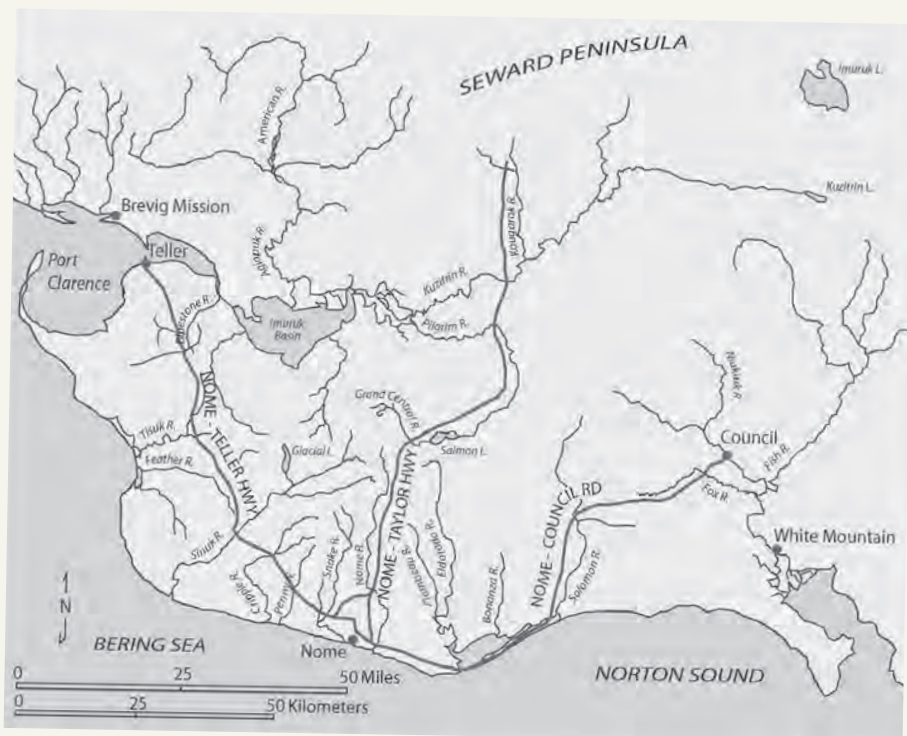 SEWARD PENINSULA
Imuruk L.
American R.
Kuzitrin L.
Brevig Mission
Kougarok R.
Teller
Agiapuk R.
Port
Clarence
Kuzitrin R.
Imuruk
Basin
Pilgrim R.
NOME - TELLER HWY
Niukluk R.
Grand Central R.
Tisuk R.
Council
Salmon L.
Glacial L.
Feather R.
Fish R.
NOME - TAYLOR HWY
NOME - COUNCIL RD
Fox R.
Eldorado R.
Sinuk R.
Snake R.
Nome R.
White Mountain
Solomon R.
Cripple R.
Penny R.
Bonanza R.
N
BERING SEA
Nome
NORTON SOUND
0 25 50 Miles
0 25 50 Kilometers